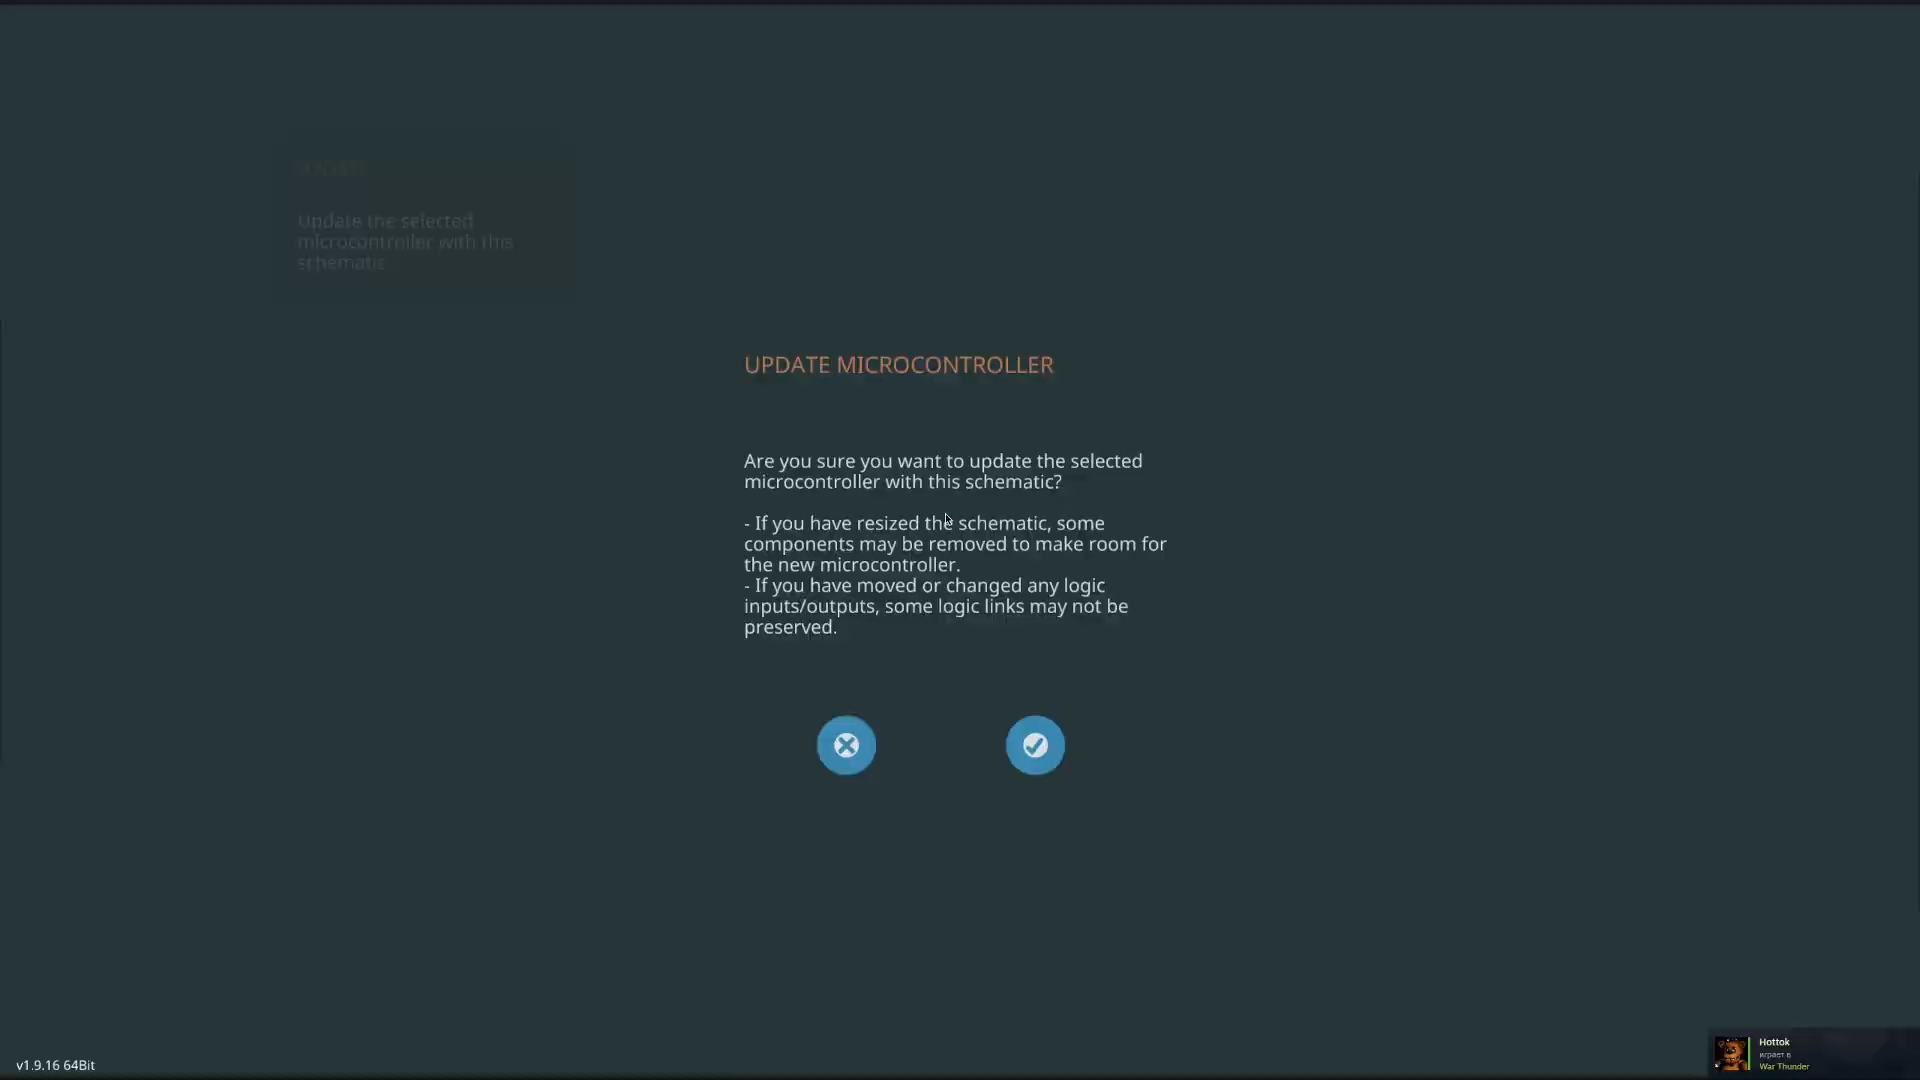 UPDATE
Update the selected
microcontroller with this
schematic
UPDATE MICROCONTROLLER
Are you sure you want to update the selected
microcontroller with this schematic?
- If you have resized the schematic, some
components may be removed to make room for
the new microcontroller.
- If you have moved or changed any logic
inputs/outputs, some logic links may not be
preserved.
v1.9.16 64Bit
Hottok
играет в
War Thunder